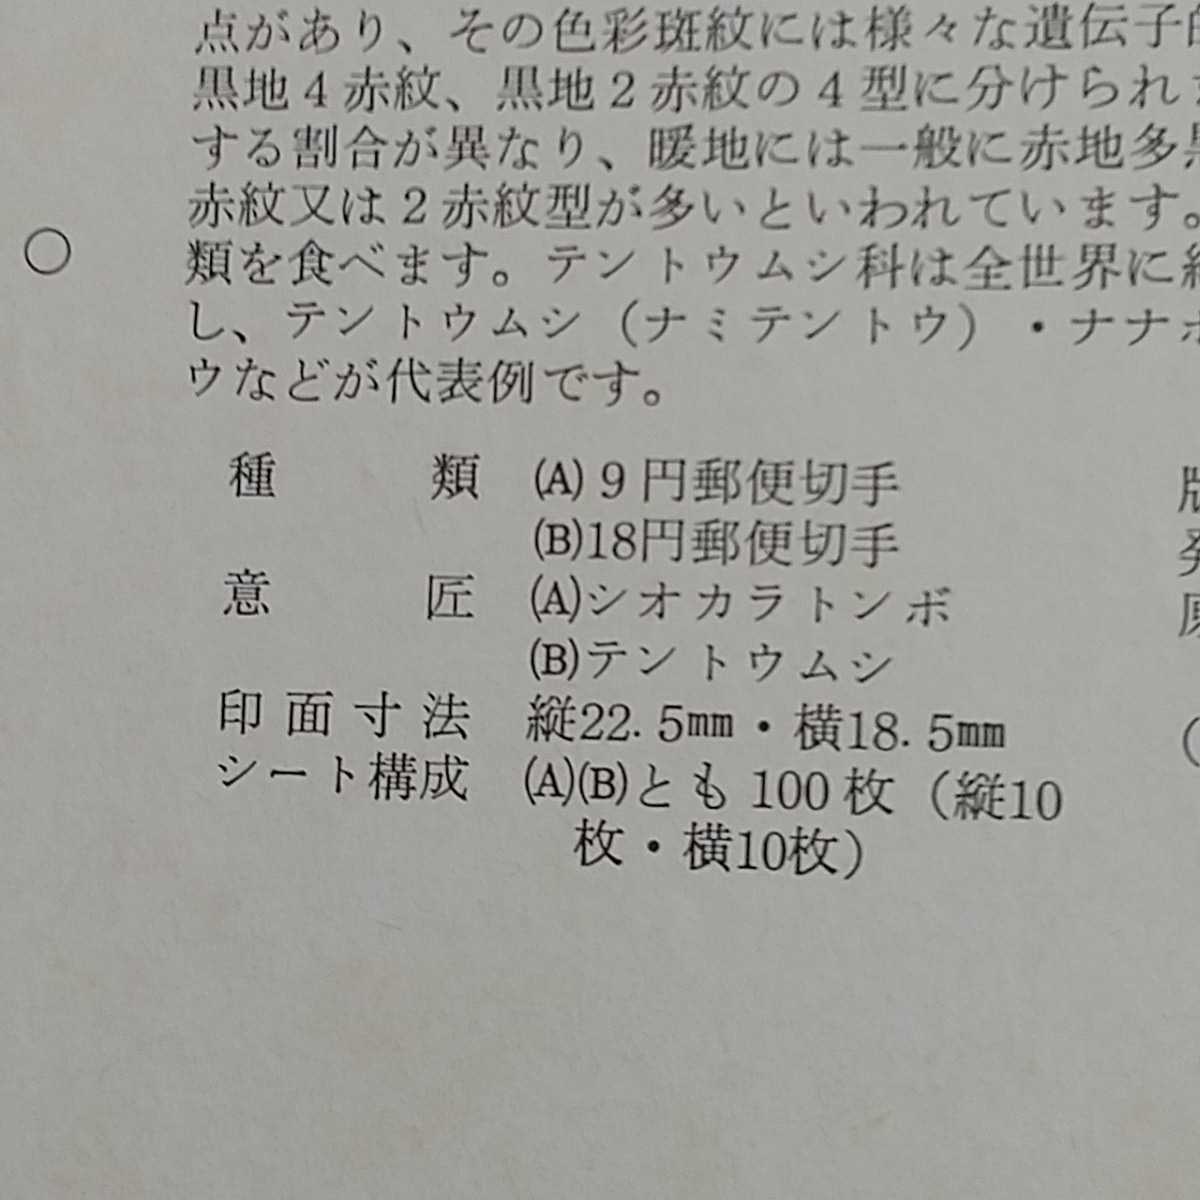 点があり、その色彩斑紋には様々な遺伝子
黒地4赤紋、黒地2赤紋の4型に分けられ
する割合が異なり、暖地には一般に赤地多黒
赤紋又は2赤紋型が多いといわれています。
○
類を食べます。テントウムシ科は全世界に
し、テントウムシ（ナミテントウ）・ナナホ
ウなどが代表例です。
種類 (A) 9円郵便切手
(B)18円郵便切手
意匠 (A)シオカラトンボ
(B)テントウムシ
印面寸法 縦22.5㎜・横18.5㎜
シート構成 (A)(B)とも100枚（縦10
枚・横10枚）
版
発
原
（